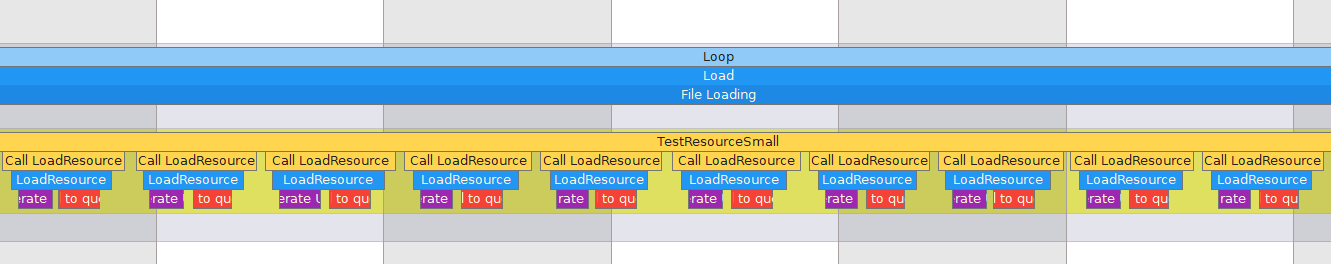 Loop
Load
File Loading
TestResourceSmall
Call LoadResource Call LoadResource Call LoadResource Call LoadResource Call LoadResource Call LoadResource Call LoadResource Call LoadResource Call LoadResource Call LoadResource
LoadResource LoadResource LoadResource LoadResource LoadResource LoadResource LoadResource LoadResource LoadResource LoadResource
erate to que rate to qu erate to qu rate to qu rate to qu rate to qu rate to qu rate to qu rate to qu rate to qu